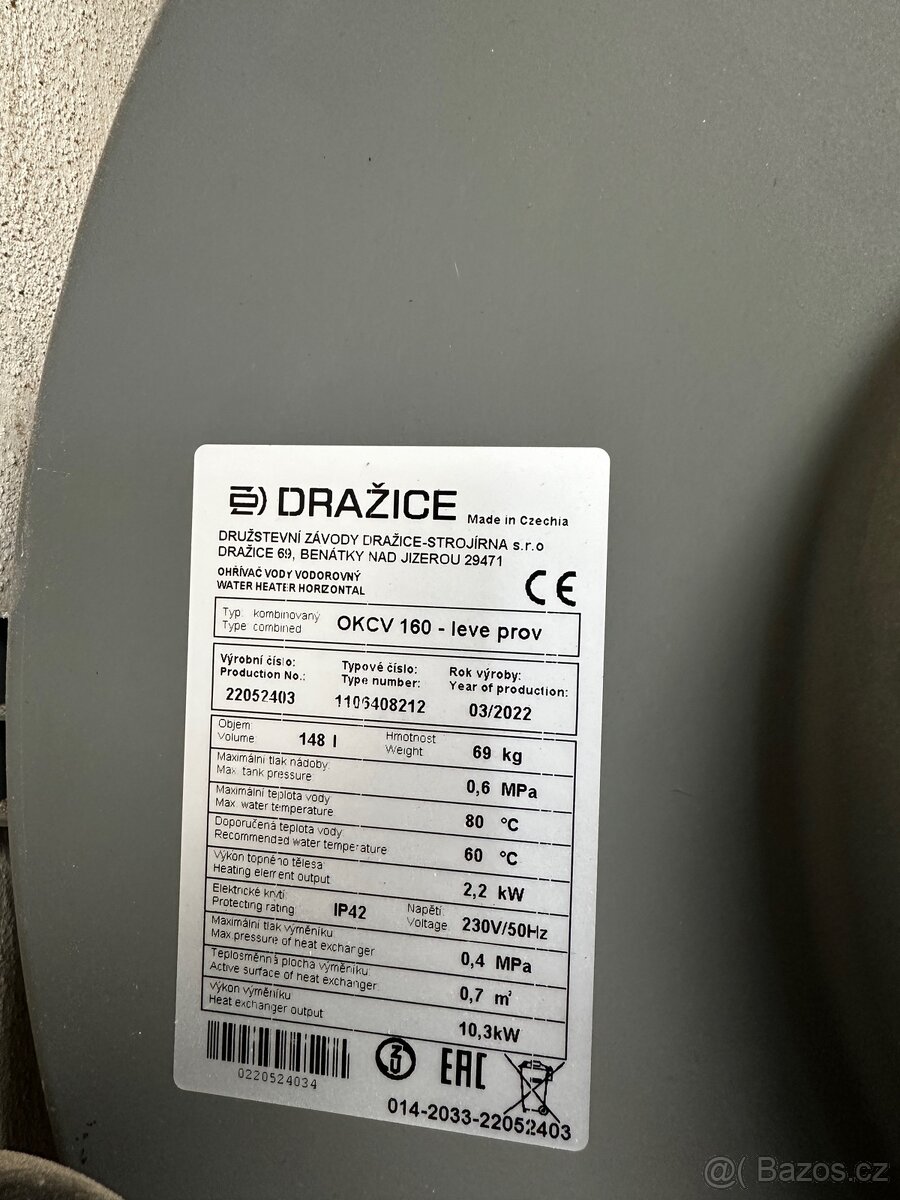 DRAŽICE Made in Czechia
DRUŽSTEVNÍ ZÁVODY DRAŽICE-STROJÍRNA s.r.o
DRAŽICE 69, BENÁTKY NAD JIZEROU 29471
OHŘÍVAČ VODY VODOROVNÝ
WATER HEATER HORIZONTAL
CE
Typ: kombinovaný
Type combined
OKCV 160 - leve prov
Výrobní číslo:
Production No.:
22052403
Typové číslo:
Type number:
1106408212
Rok výroby:
Year of production:
03/2022
Objem
Volume
148 l
Hmotnost
Weight
69 kg
Maximální tlak nádoby
Max. tank pressure
0,6 MPa
Maximální teplota vody
Max. water temperature
80 °C
Doporučená teplota vody
Recommended water temperature
60 °C
Výkon topného tělesa
Heating element output
2,2 kW
Elektrické krytí
Protecting rating
IP42
Napětí
Voltage
230V/50Hz
Maximální tlak výměníku
Max.pressure of heat exchanger
0,4 MPa
Teplosměnná plocha výměníku
Active surface of heat exchanger
0,7 m²
Výkon výměníku
Heat exchanger output
10,3kW
0220524034
EAC
014-2033-22052403
@( Bazos.cz